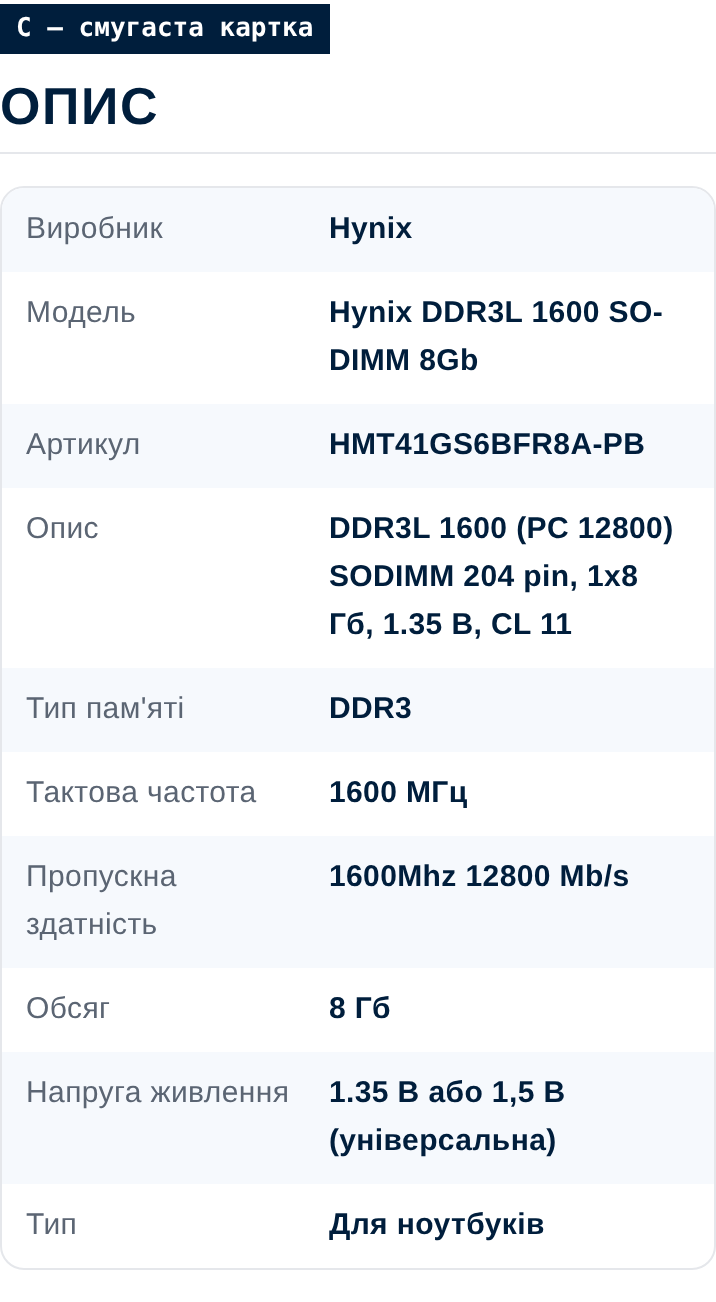 C — смугаста картка
ОПИС
Виробник
Hynix
Модель
Hynix DDR3L 1600 SO-
DIMM 8Gb
Артикул
HMT41GS6BFR8A-PB
Опис
DDR3L 1600 (PC 12800)
SODIMM 204 pin, 1x8
Гб, 1.35 В, CL 11
Тип пам'яті
DDR3
Тактова частота
1600 МГц
Пропускна
здатність
1600Mhz 12800 Mb/s
Обсяг
8 Гб
Напруга живлення
1.35 В або 1,5 В
(універсальна)
Тип
Для ноутбуків